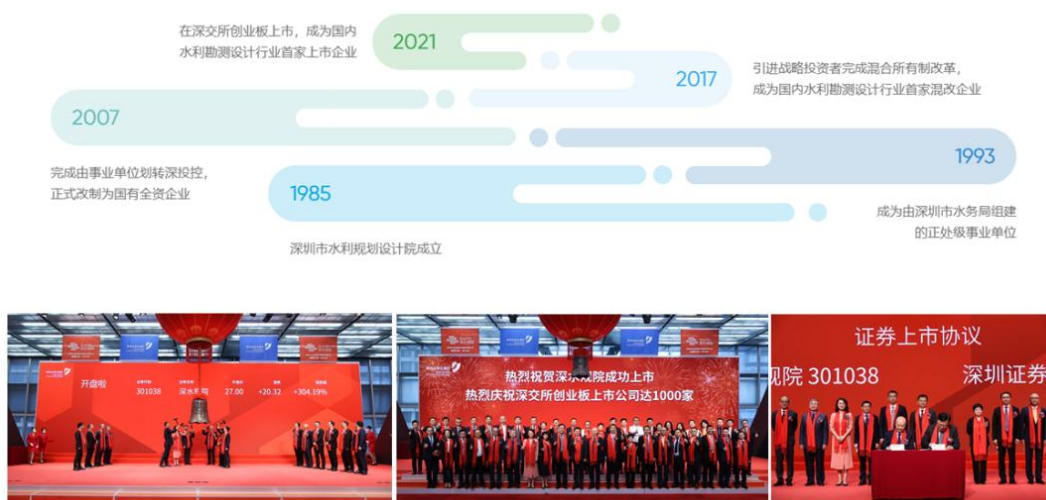 在深交所创业板上市，成为国内
水利勘测设计行业首家上市企业
2021
2017
引进战略投资者完成混合所有制改革，
成为国内水利勘测设计行业首家混改企业
2007
完成由事业单位划转深投控，
正式改制为国有全资企业
1993
成为由深圳市水务局组建
的正处级事业单位
1985
深圳市水利规划设计院成立
开盘啦
301038
27.00
+20.32
+304.19%
热烈祝贺深水规院成功上市
热烈庆祝深交所创业板上市公司达1000家
证券上市协议
规院 301038
深圳证券